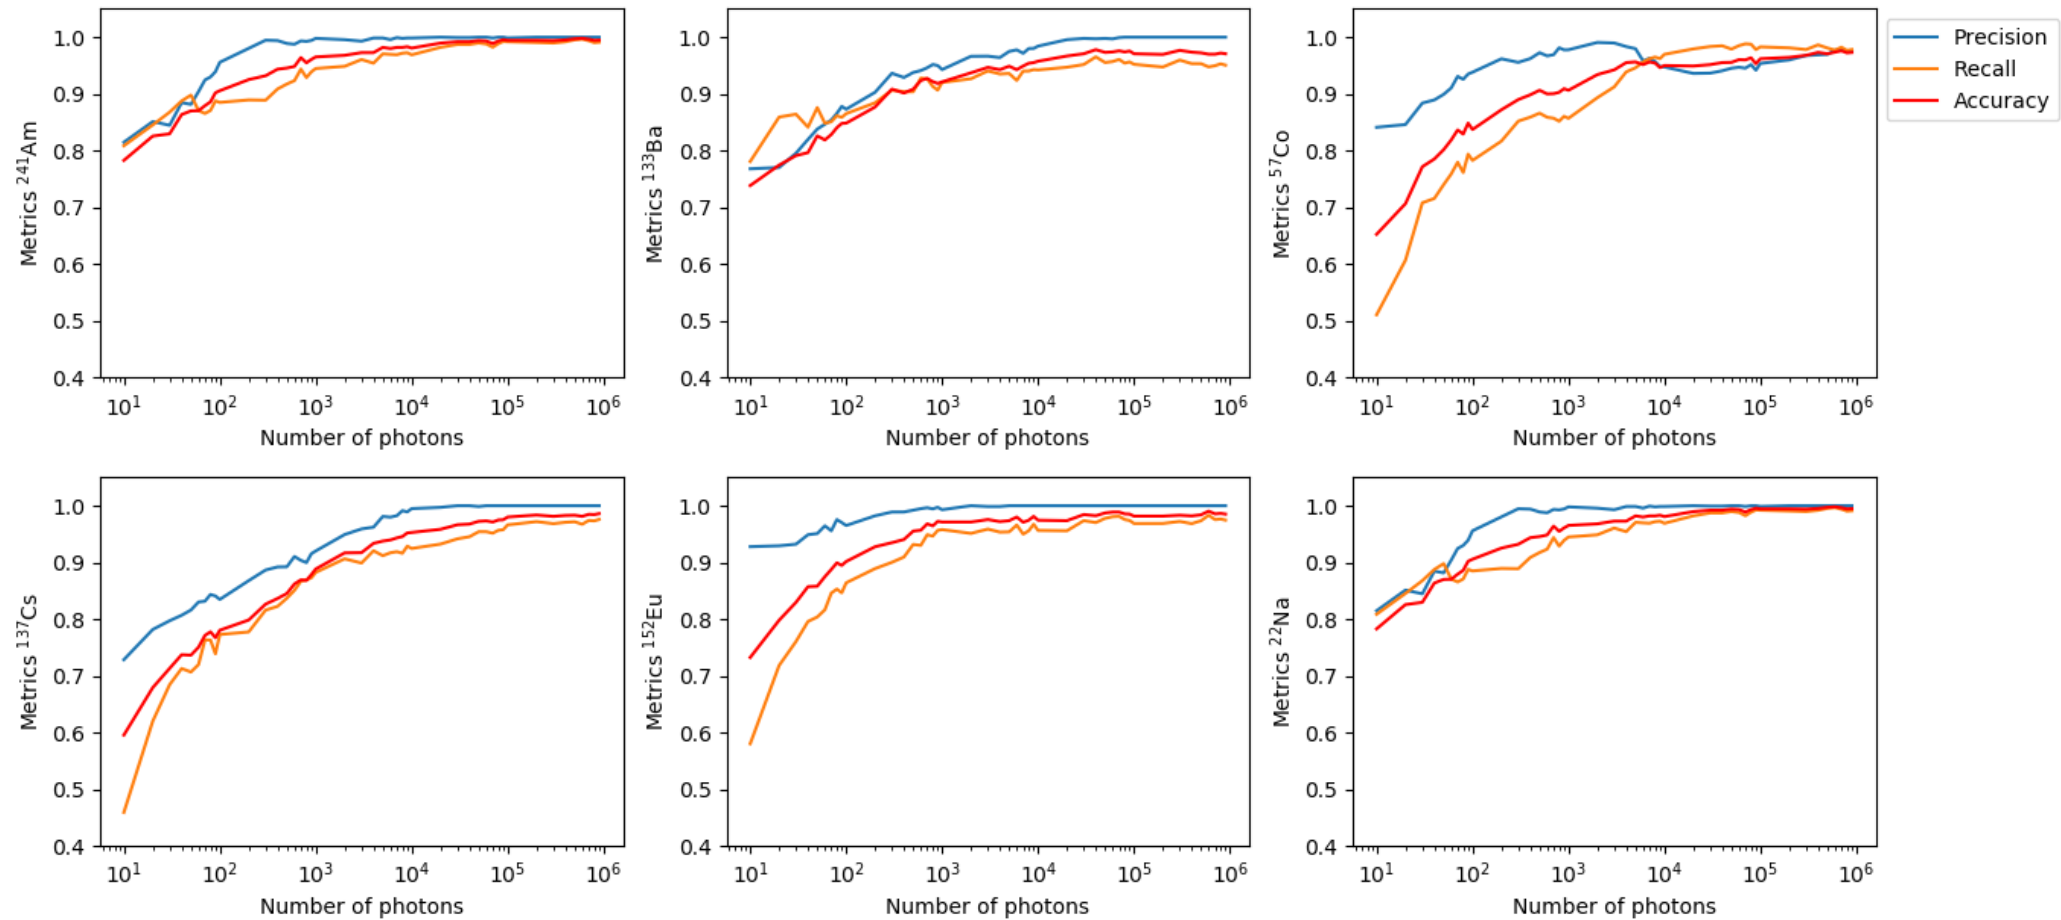 1.0
0.9
0.8
0.7
0.6
0.5
0.4
Metrics ²⁴¹Am
10¹ 10² 10³ 10⁴ 10⁵ 10⁶
Number of photons
1.0
0.9
0.8
0.7
0.6
0.5
0.4
Metrics ¹³³Ba
10¹ 10² 10³ 10⁴ 10⁵ 10⁶
Number of photons
1.0
0.9
0.8
0.7
0.6
0.5
0.4
Metrics ⁵⁷Co
10¹ 10² 10³ 10⁴ 10⁵ 10⁶
Number of photons
Precision
Recall
Accuracy
1.0
0.9
0.8
0.7
0.6
0.5
0.4
Metrics ¹³⁷Cs
10¹ 10² 10³ 10⁴ 10⁵ 10⁶
Number of photons
1.0
0.9
0.8
0.7
0.6
0.5
0.4
Metrics ¹⁵²Eu
10¹ 10² 10³ 10⁴ 10⁵ 10⁶
Number of photons
1.0
0.9
0.8
0.7
0.6
0.5
0.4
Metrics ²²Na
10¹ 10² 10³ 10⁴ 10⁵ 10⁶
Number of photons